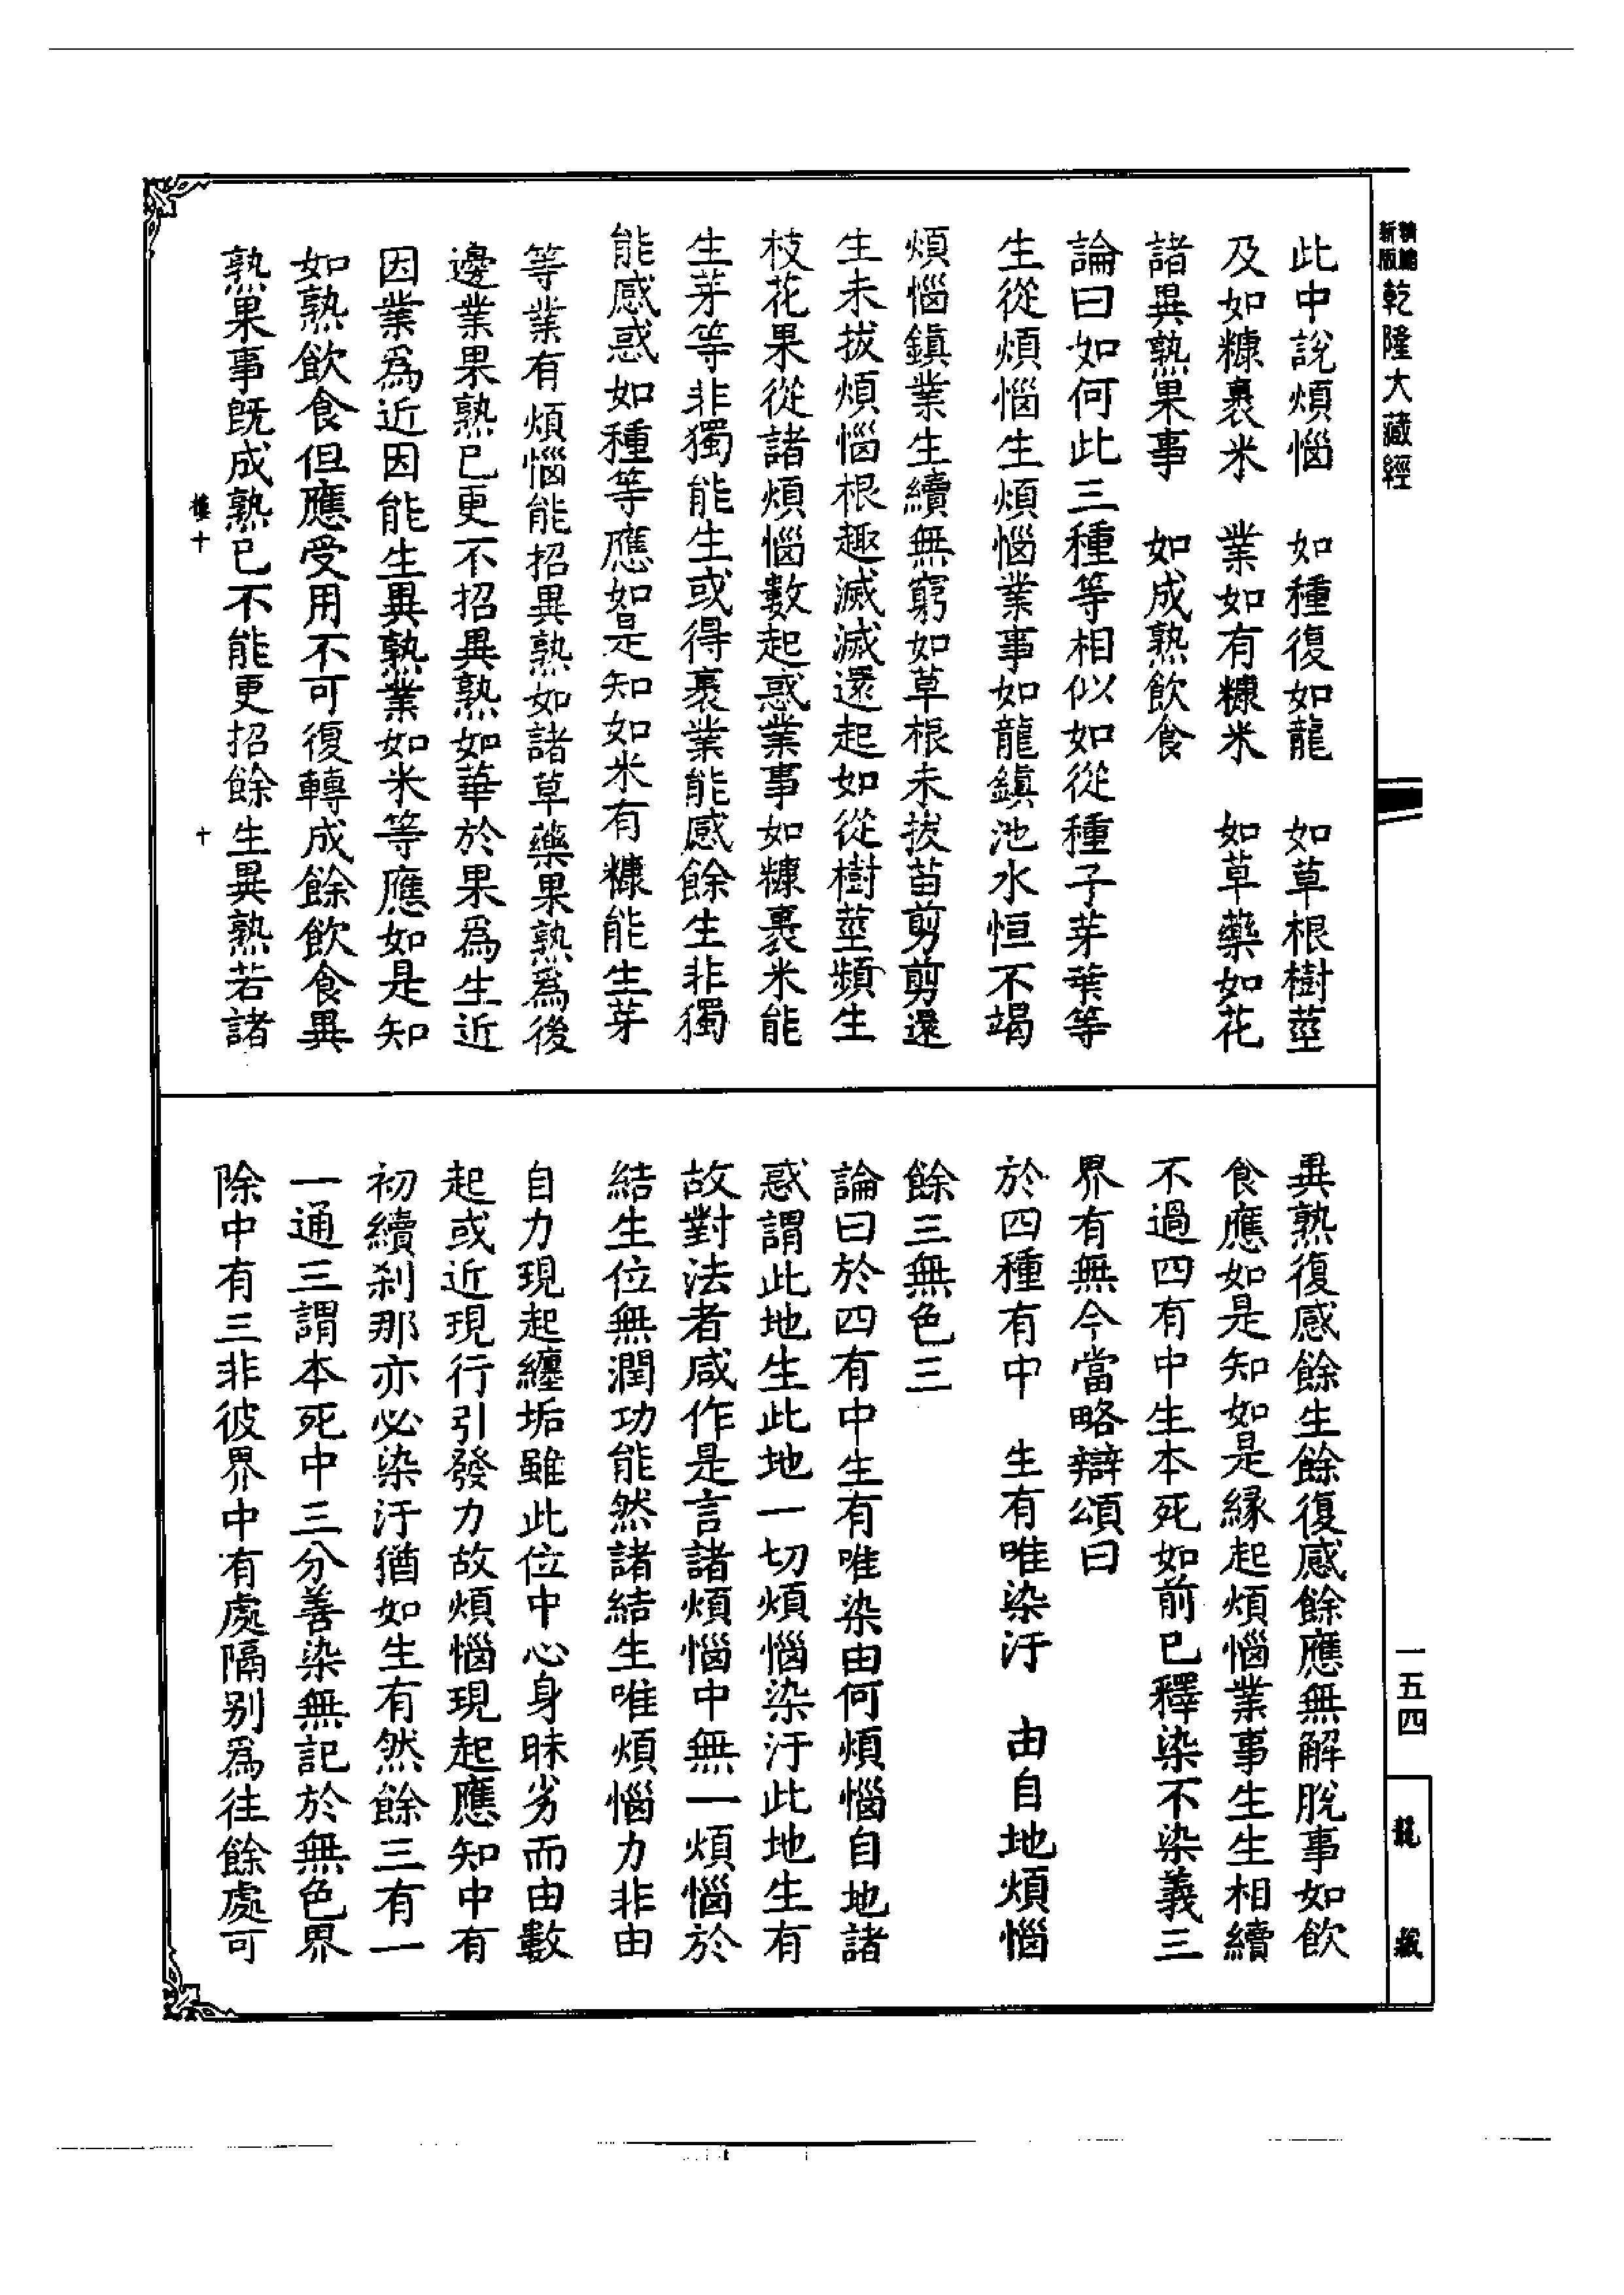 精縮新版乾隆大藏經
此中說煩惱　如種復如龍　如草根樹莖
及如糠裹米　業如有糠米　如草藥如花
諸異熟果事　如成熟飲食
論曰如何此三種等相似如從種子芽葉等
生從煩惱生煩惱業事如龍鎮池水恒不竭
煩惱鎮業生續無窮如草根未拔苗剪剪還
生未拔煩惱根趣滅滅還起如從樹莖頻生
枝花果從諸煩惱數起惑業事如糠裹米能
生芽等非獨能生或得裹業能感餘生非獨
能感惑如種等應如是知如米有糠能生芽
等業有煩惱能招異熟如諸草藥果熟爲後
邊業果熟已更不招異熟如華於果爲生近
因業爲近因能生異熟業如米等應如是知
如熟飲食但應受用不可復轉成餘飲食異
熟果事既成熟已不能更招餘生異熟若諸
十
異熟復感餘生餘復感餘應無解脫事如飲
食應如是知如是緣起煩惱業事生生相續
不過四有中生本死如前已釋染不染義三
界有無今當略辯頌曰
於四種有中　生有唯染汙　由自地煩惱
餘三無色三
論曰於四有中生有唯染由何煩惱自地諸
惑謂此地生此地一切煩惱染汙此地生有
故對法者咸作是言諸煩惱中無一煩惱於
結生位無潤功能然諸結生唯煩惱力非由
自力現起纏垢雖此位中心身昧劣而由數
起或近現行引發力故煩惱現起應知中有
初續剎那亦必染汙猶如生有然餘三有一
一通三謂本死中三分善染無記於無色界
除中有三非彼界中有處隔別爲往餘處可
一五四
龍藏